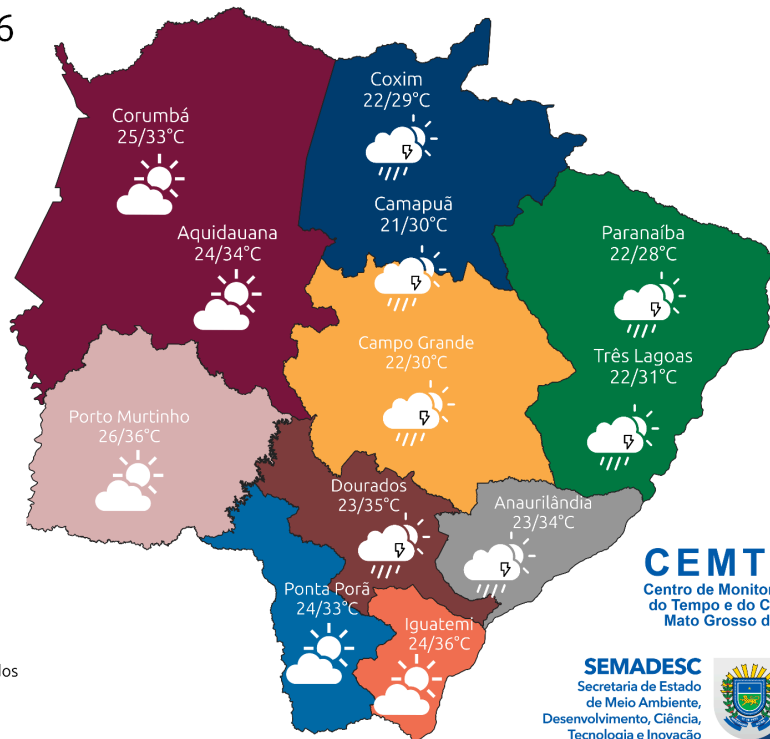 6
Coxim
22/29°C
Corumbá
25/33°C
Camapuã
21/30°C
Aquidauana
24/34°C
Paranaíba
22/28°C
Campo Grande
22/30°C
Três Lagoas
22/31°C
Porto Murtinho
26/36°C
Dourados
23/35°C
Anaurilândia
23/34°C
Ponta Porã
24/33°C
Iguatemi
24/36°C
CEMT
Centro de Monitor
do Tempo e do C
Mato Grosso d
los
SEMADESC
Secretaria de Estado
de Meio Ambiente,
Desenvolvimento, Ciência,
Tecnologia e Inovação